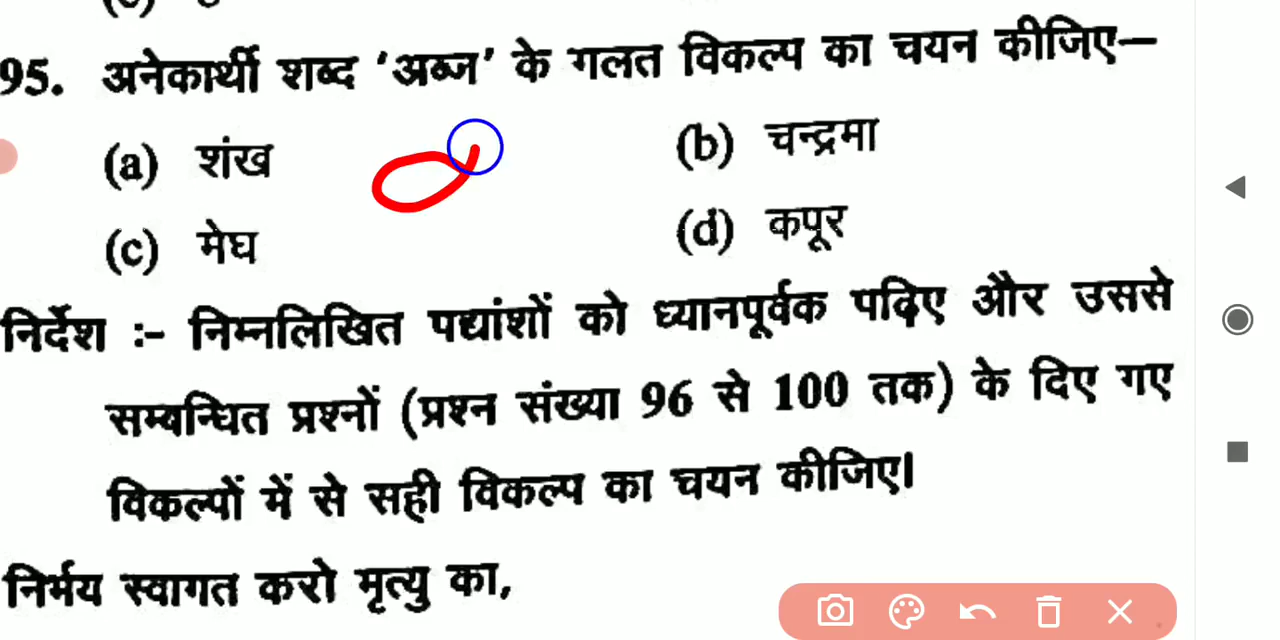 95. अनेकार्थी शब्द ‘अब्ज’ के गलत विकल्प का चयन कीजिए—
(a) शंख (b) चन्द्रमा
(c) मेघ (d) कपूर
निर्देश :- निम्नलिखित पद्यांशों को ध्यानपूर्वक पढ़िए और उससे
सम्बन्धित प्रश्नों (प्रश्न संख्या 96 से 100 तक) के दिए गए
विकल्पों में से सही विकल्प का चयन कीजिए।
निर्भय स्वागत करो मृत्यु का,